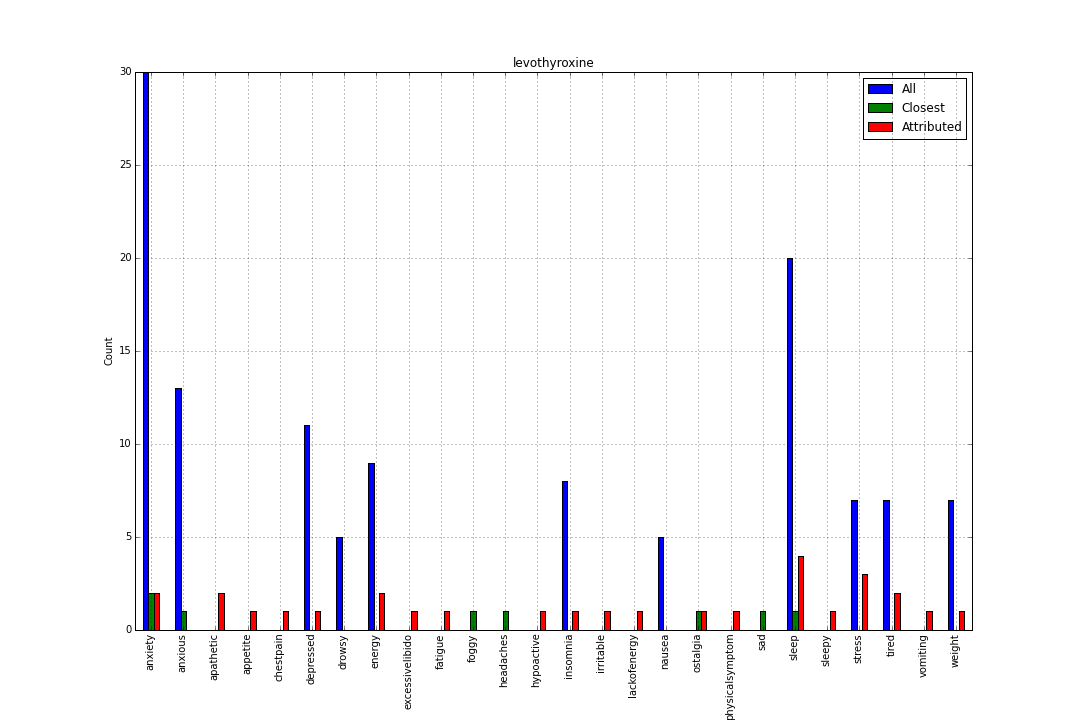 levothyroxine
30
25
20
15
10
5
0
Count
All
Closest
Attributed
anxiety
anxious
apathetic
appetite
chestpain
depressed
drowsy
energy
excessivelibido
fatigue
foggy
headaches
hypoactive
insomnia
irritable
lackofenergy
nausea
ostalgia
physicalsymptom
sad
sleep
sleepy
stress
tired
vomiting
weight